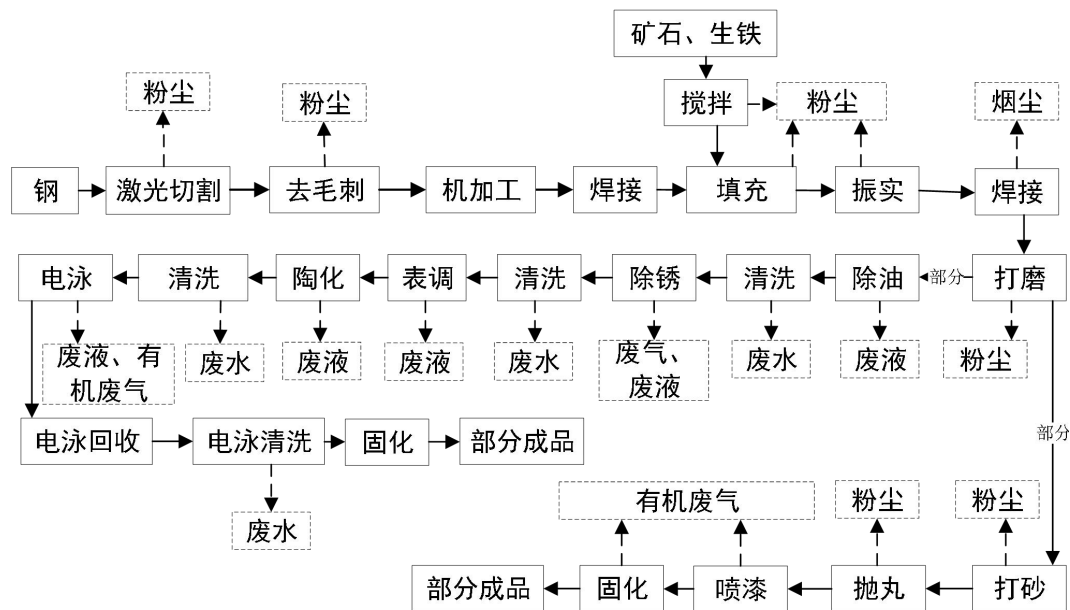 矿石、生铁
粉尘
粉尘
搅拌
粉尘
烟尘
钢
激光切割
去毛刺
机加工
焊接
填充
振实
焊接
电泳
清洗
陶化
表调
清洗
除锈
清洗
除油
部分
打磨
废液、有
机废气
废水
废液
废液
废水
废气、
废液
废水
废液
粉尘
电泳回收
电泳清洗
固化
部分成品
部分
废水
有机废气
粉尘
粉尘
部分成品
固化
喷漆
抛丸
打砂